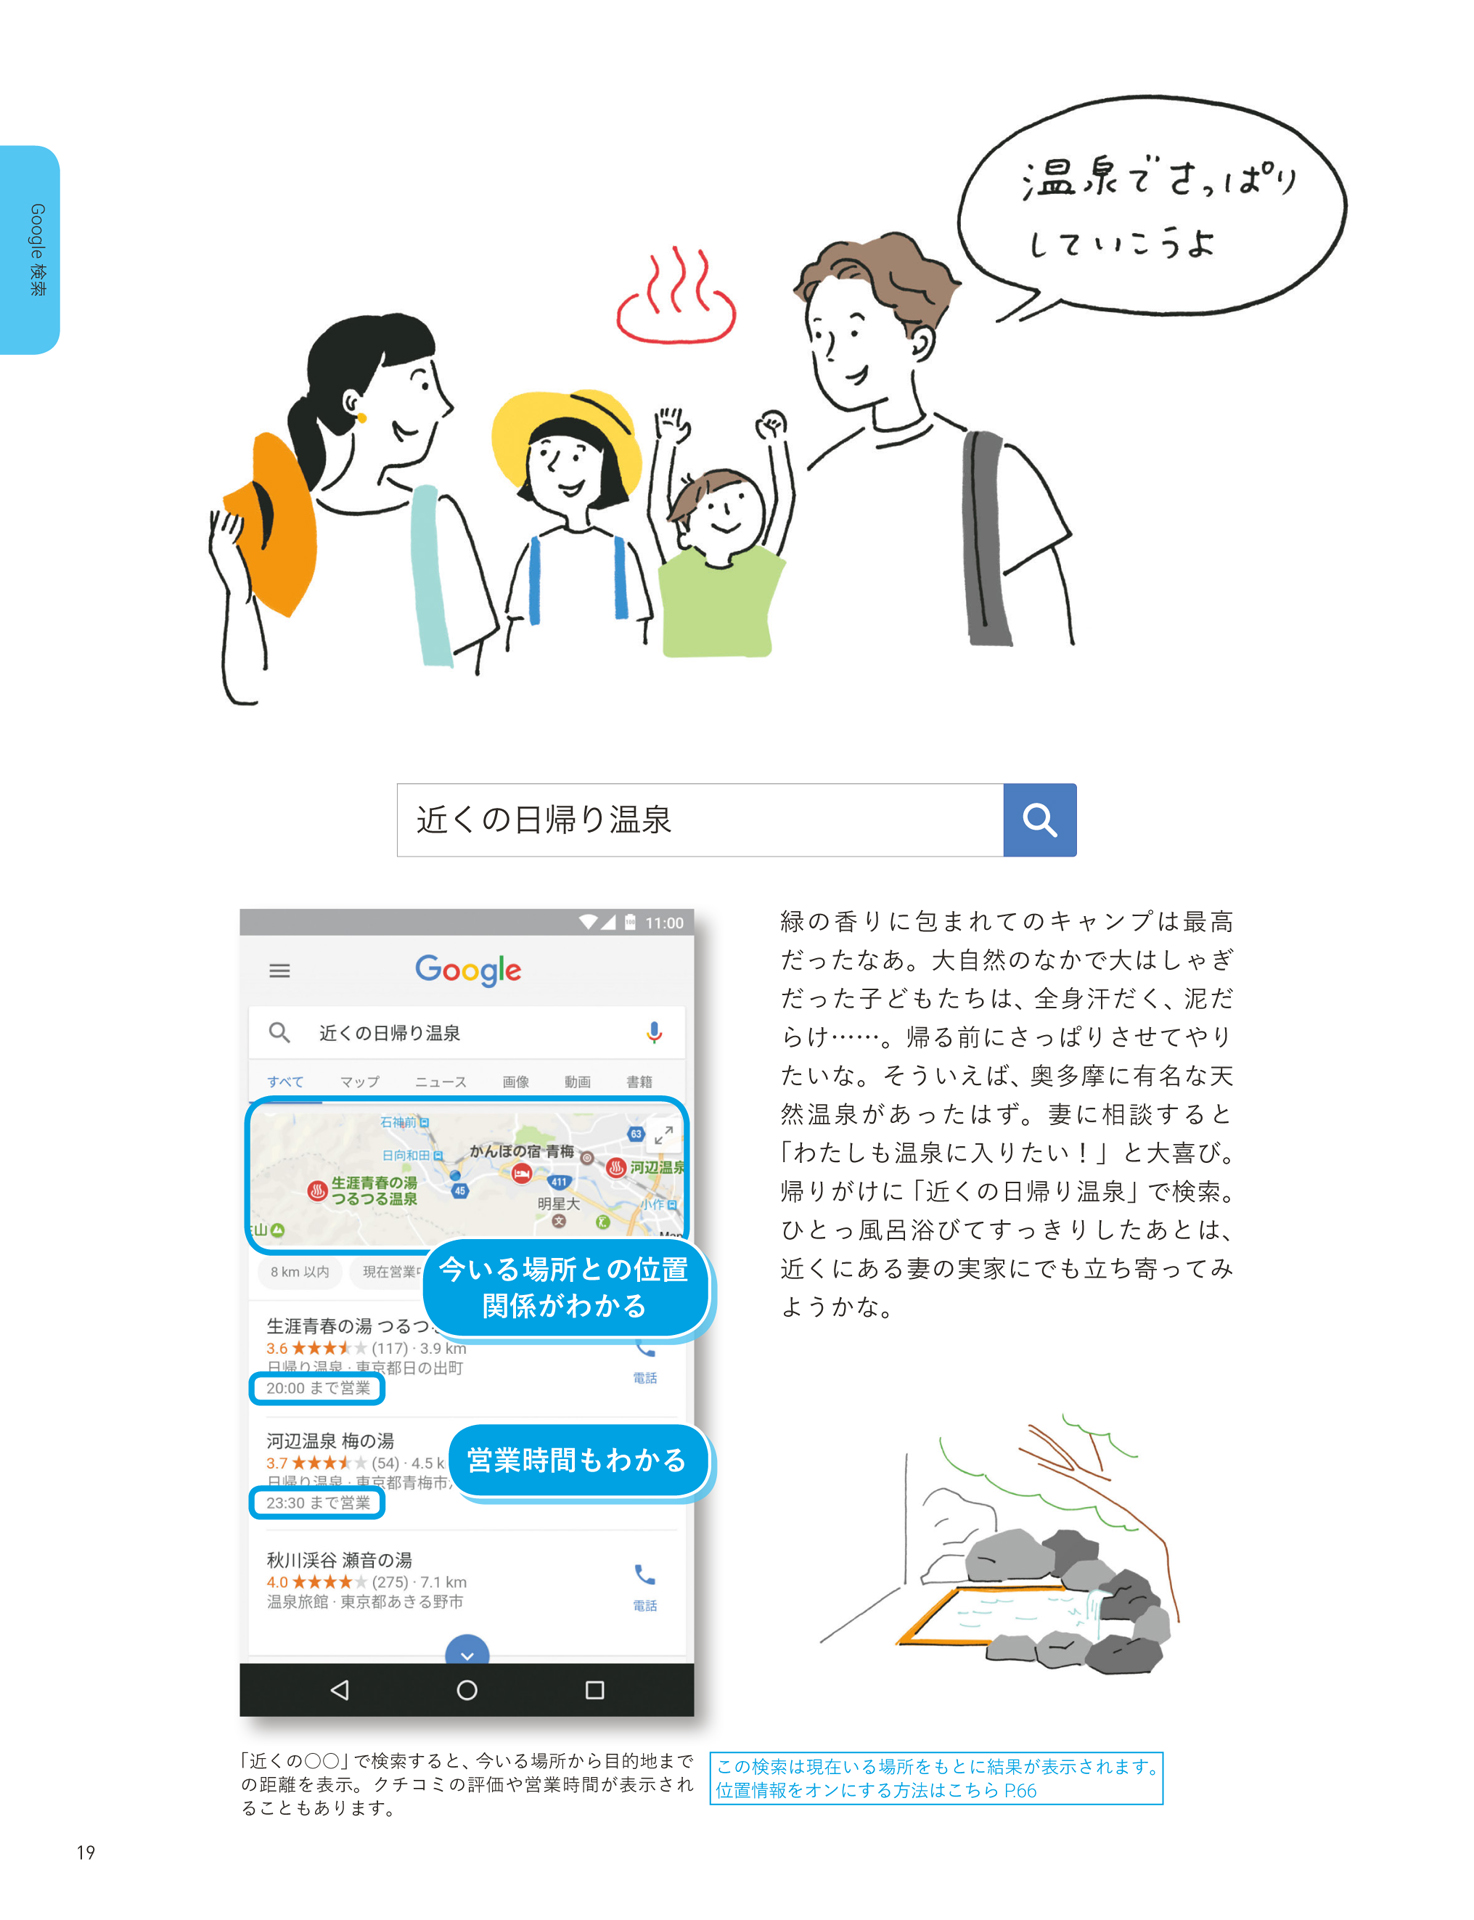 Google 検索
温泉でさっぱり
していこうよ
近くの日帰り温泉
11:00
Google
近くの日帰り温泉
すべて
マップ
ニュース
画像
動画
書籍
石神前
日向和田
かんぽの宿 青梅
63
河辺温泉
生涯青春の湯
つるつる温泉
45
411
明星大
小作
山
8 km 以内
現在営業
今いる場所との位置
関係がわかる
生涯青春の湯 つるつ
3.6 ★★★★★ (117) · 3.9 km
日帰り温泉 · 東京都日の出町
20:00 まで営業
電話
河辺温泉 梅の湯
3.7 ★★★★★ (54) · 4.5 k
日帰り温泉 · 東京都青梅市
23:30 まで営業
営業時間もわかる
秋川渓谷 瀬音の湯
4.0 ★★★★★ (275) · 7.1 km
温泉旅館 · 東京都あきる野市
電話
緑の香りに包まれてのキャンプは最高
だったなあ。大自然のなかで大はしゃぎ
だった子どもたちは、全身汗だく、泥だ
らけ……。帰る前にさっぱりさせてやり
たいな。そういえば、奥多摩に有名な天
然温泉があったはず。妻に相談すると
「わたしも温泉に入りたい！」と大喜び。
帰りがけに「近くの日帰り温泉」で検索。
ひとっ風呂浴びてすっきりしたあとは、
近くにある妻の実家にでも立ち寄ってみ
ようかな。
「近くの○○」で検索すると、今いる場所から目的地まで
の距離を表示。クチコミの評価や営業時間が表示され
ることもあります。
この検索は現在いる場所をもとに結果が表示されます。
位置情報をオンにする方法はこちら P.66
19